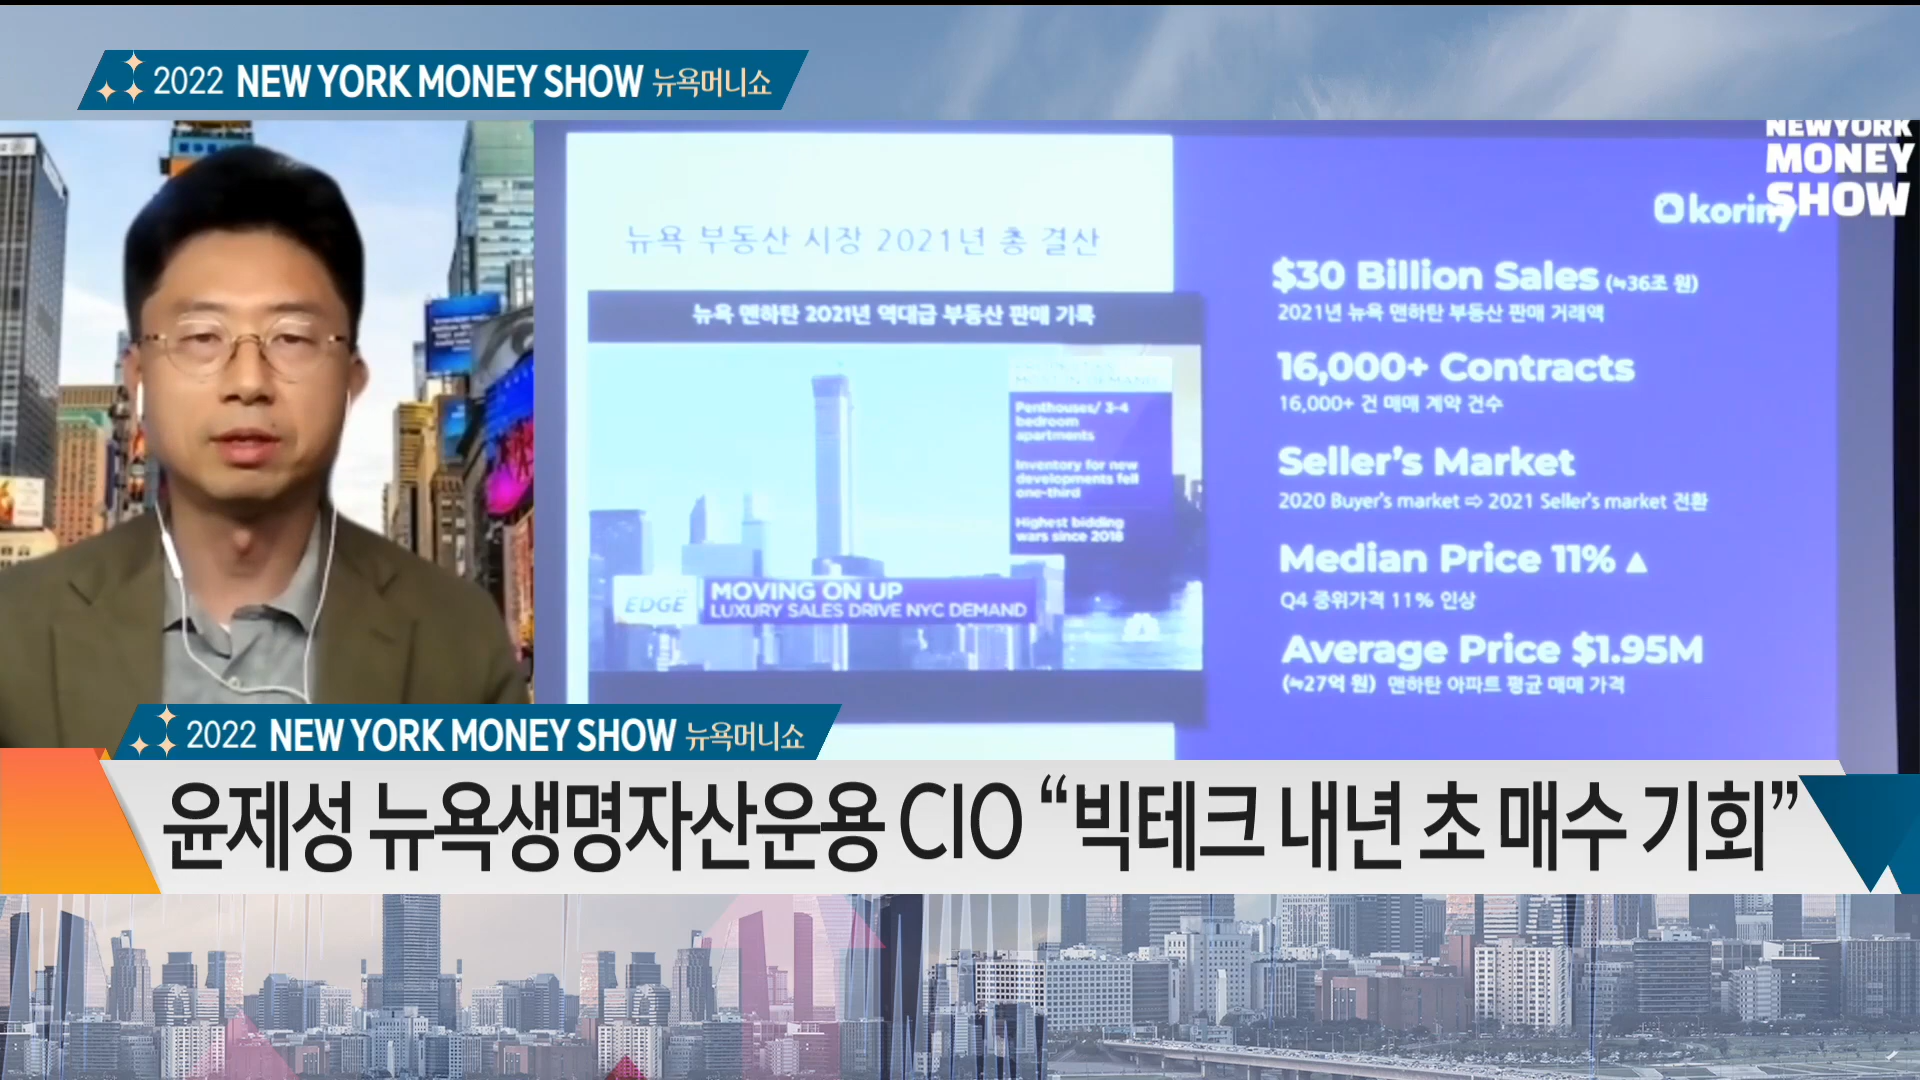 2022 NEW YORK MONEY SHOW 뉴욕머니쇼
NEWYORK
MONEY
SHOW
뉴욕 부동산 시장 2021년 총 결산
뉴욕 맨하탄 2021년 역대급 부동산 판매 기록
Penthouses/ 3-4
bedroom
apartments
Inventory for new
developments fell
one-third
Highest bidding
wars since 2018
EDGE
MOVING ON UP
LUXURY SALES DRIVE NYC DEMAND
koriny
$30 Billion Sales (≒36조 원)
2021년 뉴욕 맨하탄 부동산 판매 거래액
16,000+ Contracts
16,000+ 건 매매 계약 건수
Seller's Market
2020 Buyer's market ⇨ 2021 Seller's market 전환
Median Price 11% ▲
Q4 중위가격 11% 인상
Average Price $1.95M
(≒27억 원) 맨하탄 아파트 평균 매매 가격
2022 NEW YORK MONEY SHOW 뉴욕머니쇼
윤제성 뉴욕생명자산운용 CIO “빅테크 내년 초 매수 기회”